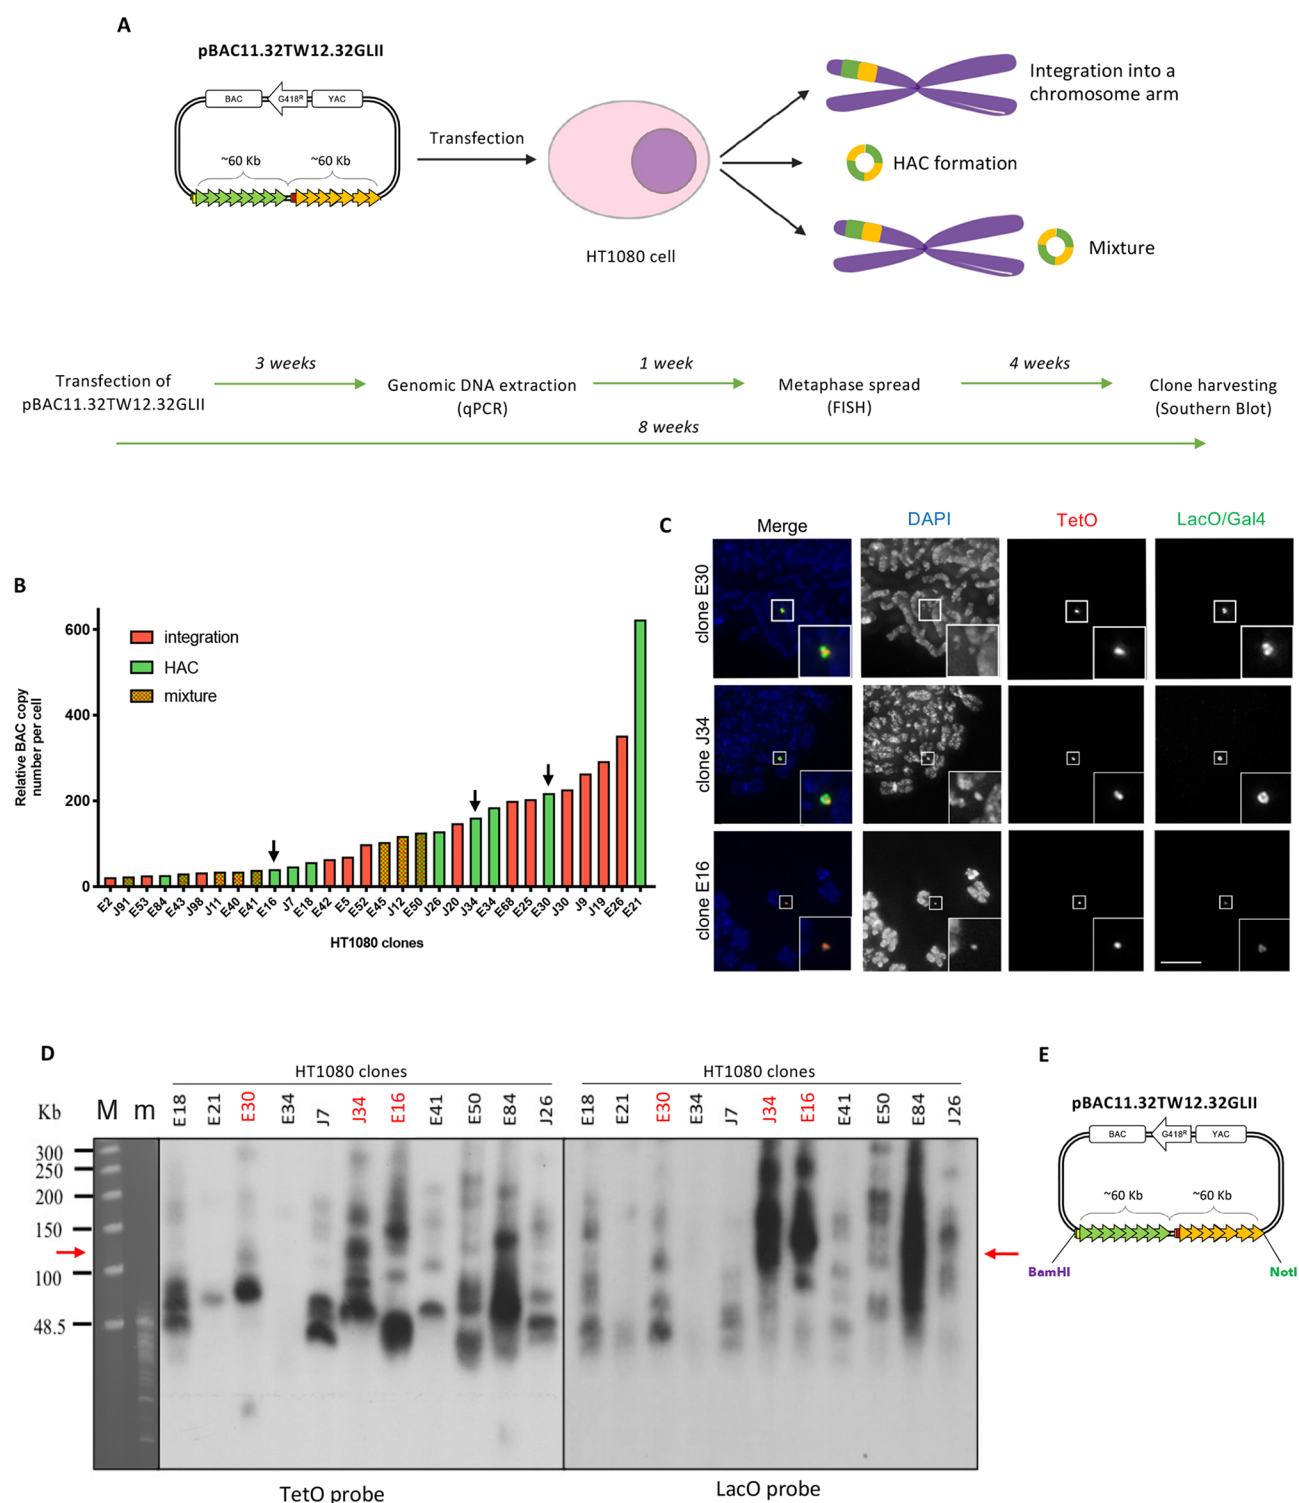 A
pBAC11.32TW12.32GLII
BAC
G418R
YAC
~60 Kb
~60 Kb
Transfection
HT1080 cell
Integration into a
chromosome arm
HAC formation
Mixture
3 weeks
1 week
4 weeks
Transfection of
pBAC11.32TW12.32GLII
Genomic DNA extraction
(qPCR)
Metaphase spread
(FISH)
Clone harvesting
(Southern Blot)
8 weeks
B
Relative BAC copy
number per cell
600
400
200
0
integration
HAC
mixture
E2 J91 E53 E84 E43 J98 J11 E40 E41 E16 J7 E18 E42 E5 E52 E45 J12 E50 J26 J20 J34 E34 E68 E25 E30 J30 J9 J19 E26 E21
HT1080 clones
C
Merge DAPI TetO LacO/Gal4
clone E30
clone J34
clone E16
D
HT1080 clones
HT1080 clones
Kb M m E18 E21 E30 E34 J7 J34 E16 E41 E50 E84 J26 E18 E21 E30 E34 J7 J34 E16 E41 E50 E84 J26
300
250
200
150
100
48.5
TetO probe
LacO probe
E
pBAC11.32TW12.32GLII
BAC
G418R
YAC
~60 Kb
~60 Kb
BamHI
NotI